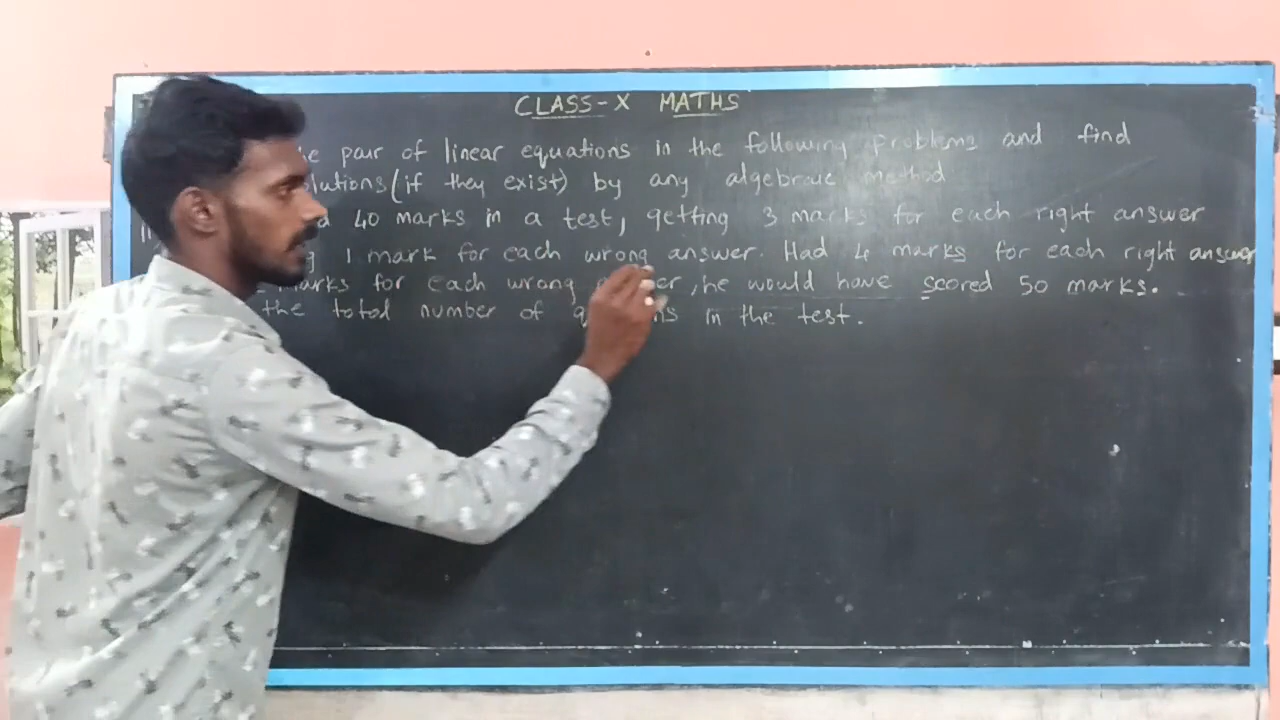 CLASS-X MATHS
pair of linear equations in the following problems and find
(if they exist) by any algebraic method
40 marks in a test, getting 3 marks for each right answer
1 mark for each wrong answer. Had 4 marks for each right answer
marks for each wrong, he would have scored 50 marks.
the total number of in the test.